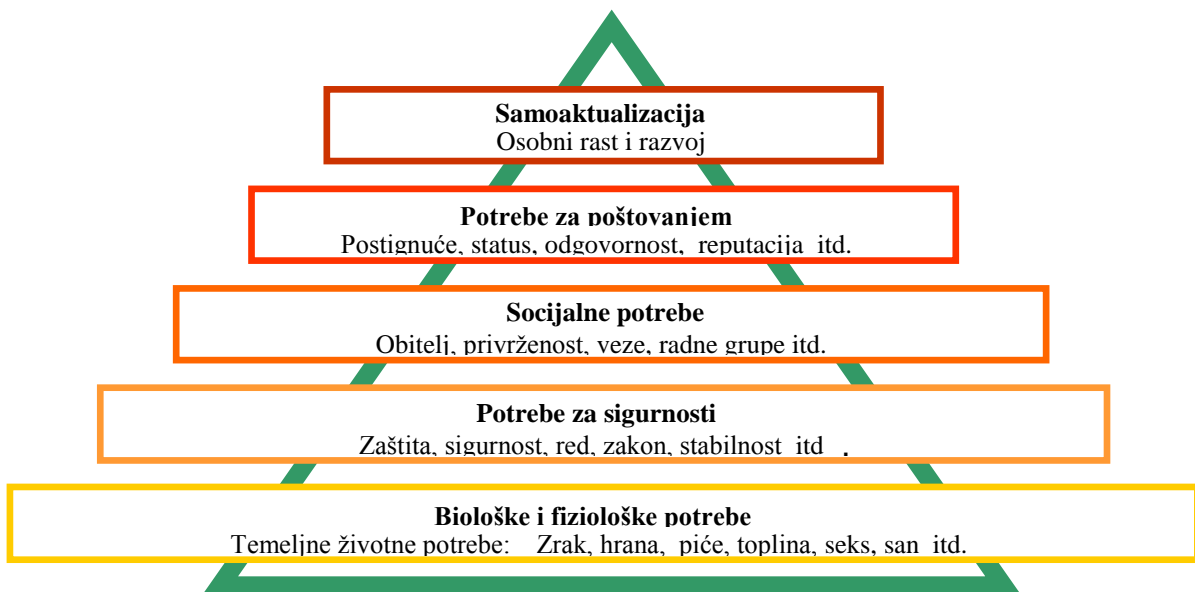 Samoaktualizacija
Osobni rast i razvoj
Potrebe za poštovanjem
Postignuće, status, odgovornost, reputacija itd.
Socijalne potrebe
Obitelj, privrženost, veze, radne grupe itd.
Potrebe za sigurnosti
Zaštita, sigurnost, red, zakon, stabilnost itd .
Biološke i fiziološke potrebe
Temeljne životne potrebe: Zrak, hrana, piće, toplina, seks, san itd.